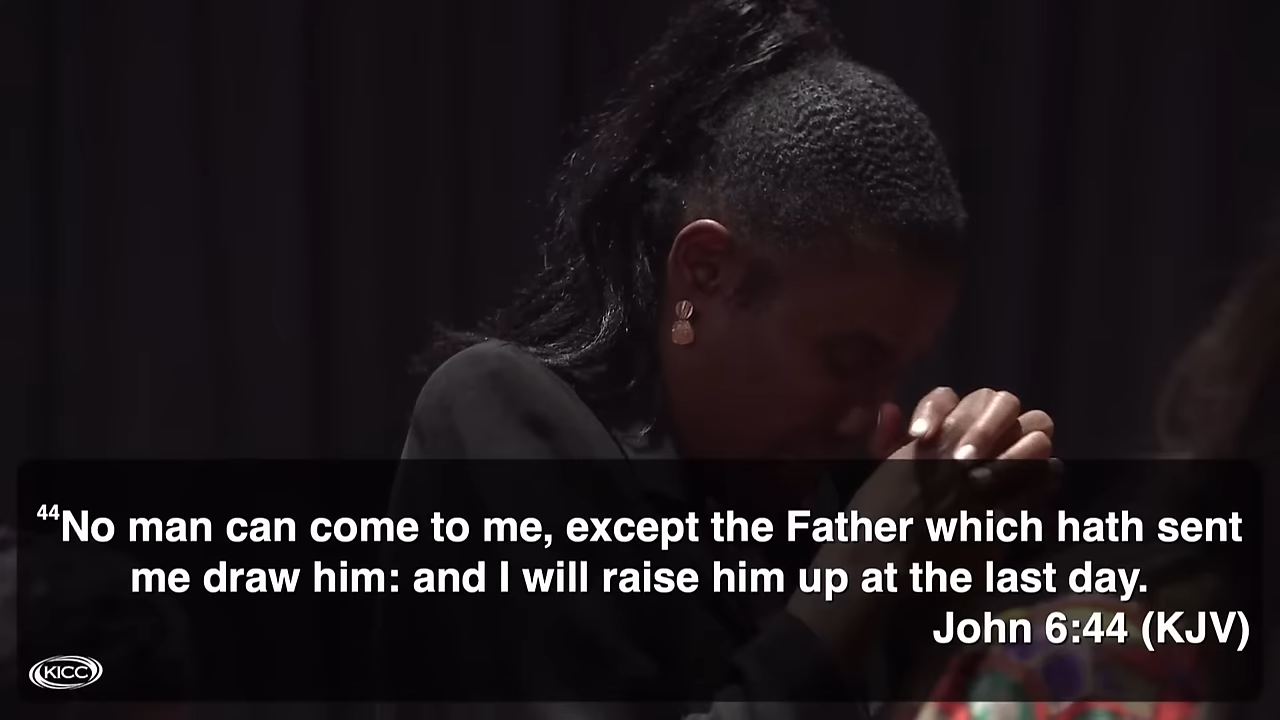 44No man can come to me, except the Father which hath sent
me draw him: and I will raise him up at the last day.
John 6:44 (KJV)
KICC